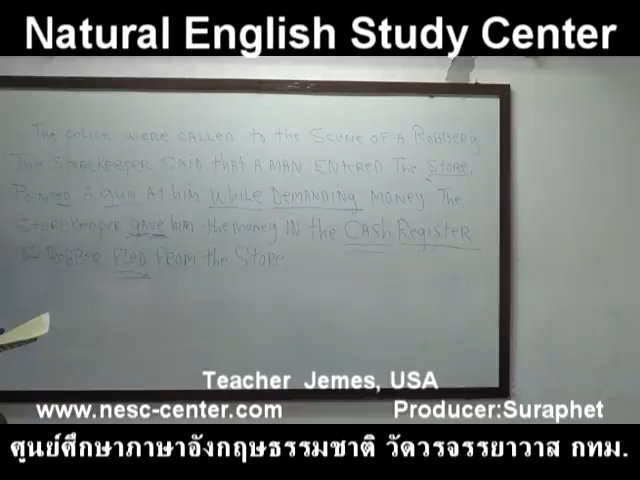 Natural English Study Center
The POLICE WERE CALLED to the SCENE OF A ROBBERY
The STOREKEEPER SAID that A MAN ENTERED The STORE,
Pointed A gun At him While DEMANDING MONEY The
STOREKEEPER gave him the money IN the CASH Register
The ROBBER FLED FROM the STORE.
Teacher Jemes, USA
www.nesc-center.com Producer:Suraphet
ศูนย์ศึกษาภาษาอังกฤษธรรมชาติ วัดวรจรรยาวาส กทม.